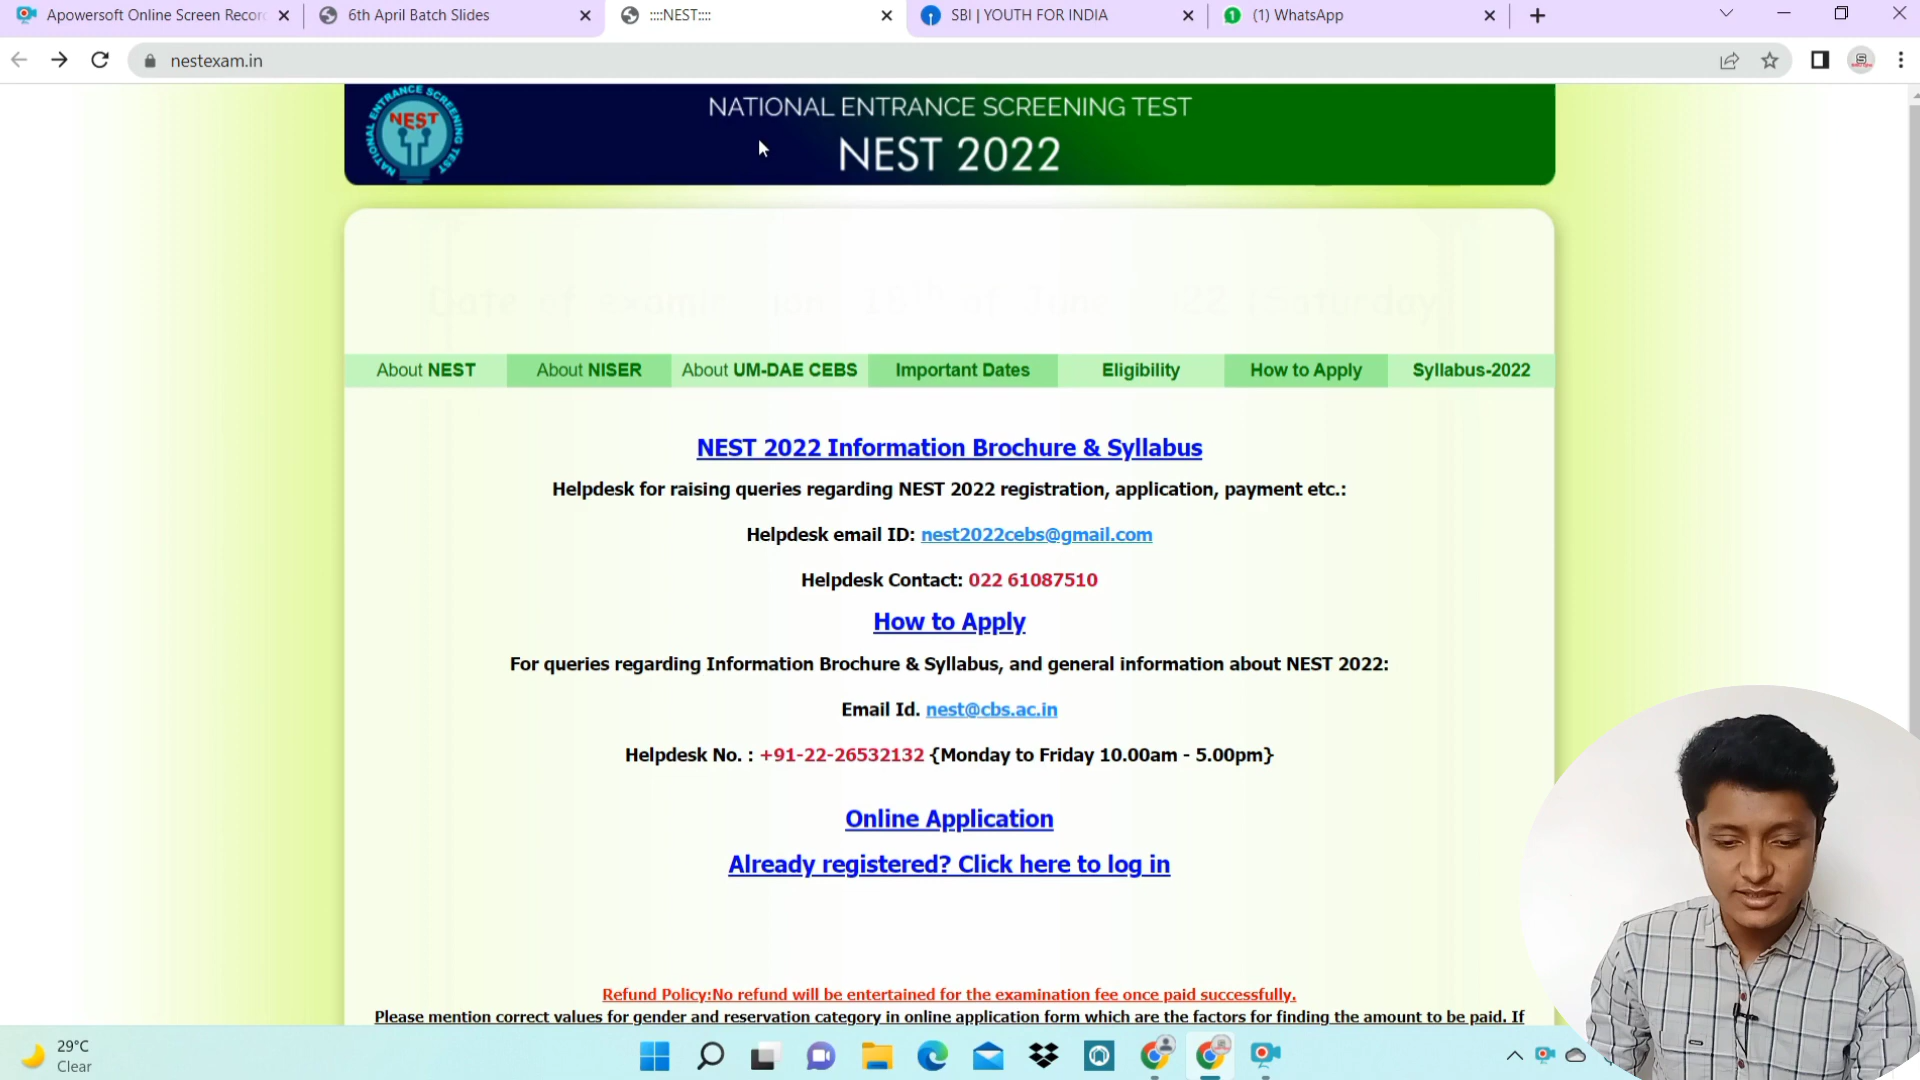 Apowersoft Online Screen Recor
6th April Batch Slides
::::NEST::::
SBI | YOUTH FOR INDIA
(1) WhatsApp
nestexam.in
NATIONAL ENTRANCE SCREENING TEST
NEST
NATIONAL ENTRANCE SCREENING TEST
NEST 2022
About NEST
About NISER
About UM-DAE CEBS
Important Dates
Eligibility
How to Apply
Syllabus-2022
NEST 2022 Information Brochure & Syllabus
Helpdesk for raising queries regarding NEST 2022 registration, application, payment etc.:
Helpdesk email ID: nest2022cebs@gmail.com
Helpdesk Contact: 022 61087510
How to Apply
For queries regarding Information Brochure & Syllabus, and general information about NEST 2022:
Email Id. nest@cbs.ac.in
Helpdesk No. : +91-22-26532132 {Monday to Friday 10.00am - 5.00pm}
Online Application
Already registered? Click here to log in
Refund Policy:No refund will be entertained for the examination fee once paid successfully.
Please mention correct values for gender and reservation category in online application form which are the factors for finding the amount to be paid. If
29°C
Clear